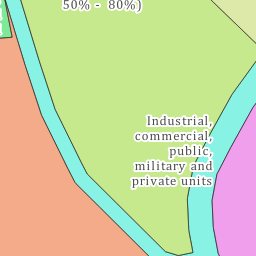 50% - 80%)
Industrial,
commercial,
public,
military and
private units